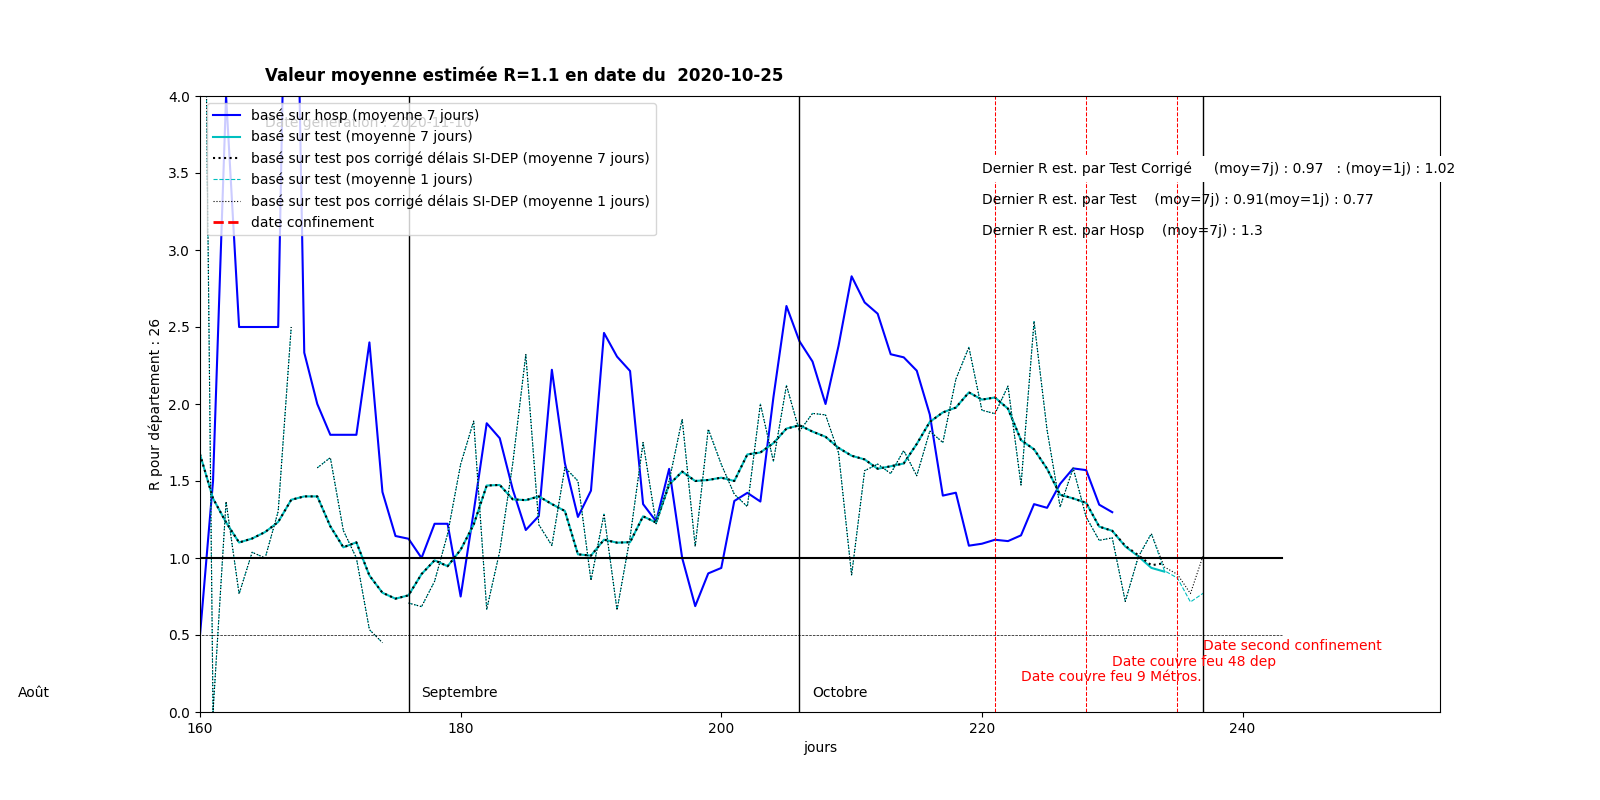 Valeur moyenne estimée R=1.1 en date du  2020-10-25
Date génération : 2020-11-10
basé sur hosp (moyenne 7 jours)
basé sur test (moyenne 7 jours)
basé sur test pos corrigé délais SI-DEP (moyenne 7 jours)
basé sur test (moyenne 1 jours)
basé sur test pos corrigé délais SI-DEP (moyenne 1 jours)
date confinement
Dernier R est. par Test Corrigé     (moy=7j) : 0.97   : (moy=1j) : 1.02
Dernier R est. par Test    (moy=7j) : 0.91(moy=1j) : 0.77
Dernier R est. par Hosp    (moy=7j) : 1.3
4.0
3.5
3.0
2.5
2.0
1.5
1.0
0.5
0.0
R pour département : 26
Date second confinement
Date couvre feu 48 dep
Date couvre feu 9 Métros.
Août
Septembre
Octobre
160
180
200
220
240
jours